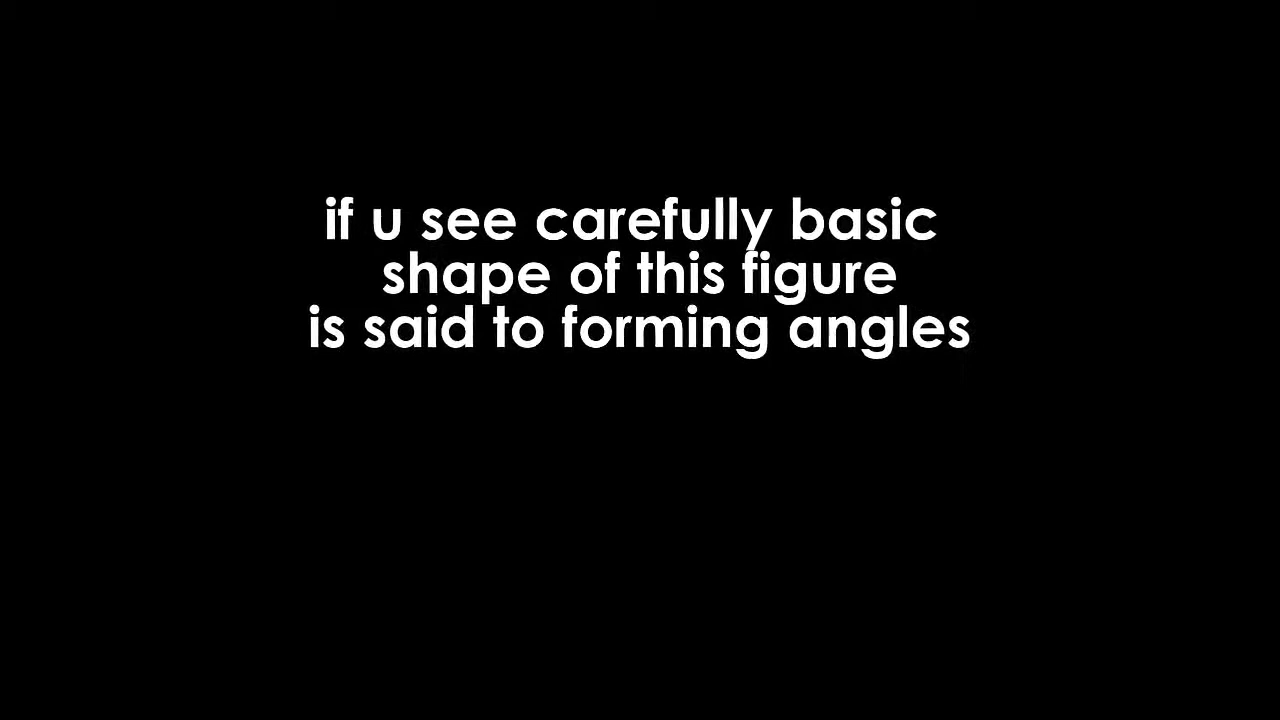 if u see carefully basic
shape of this figure
is said to forming angles